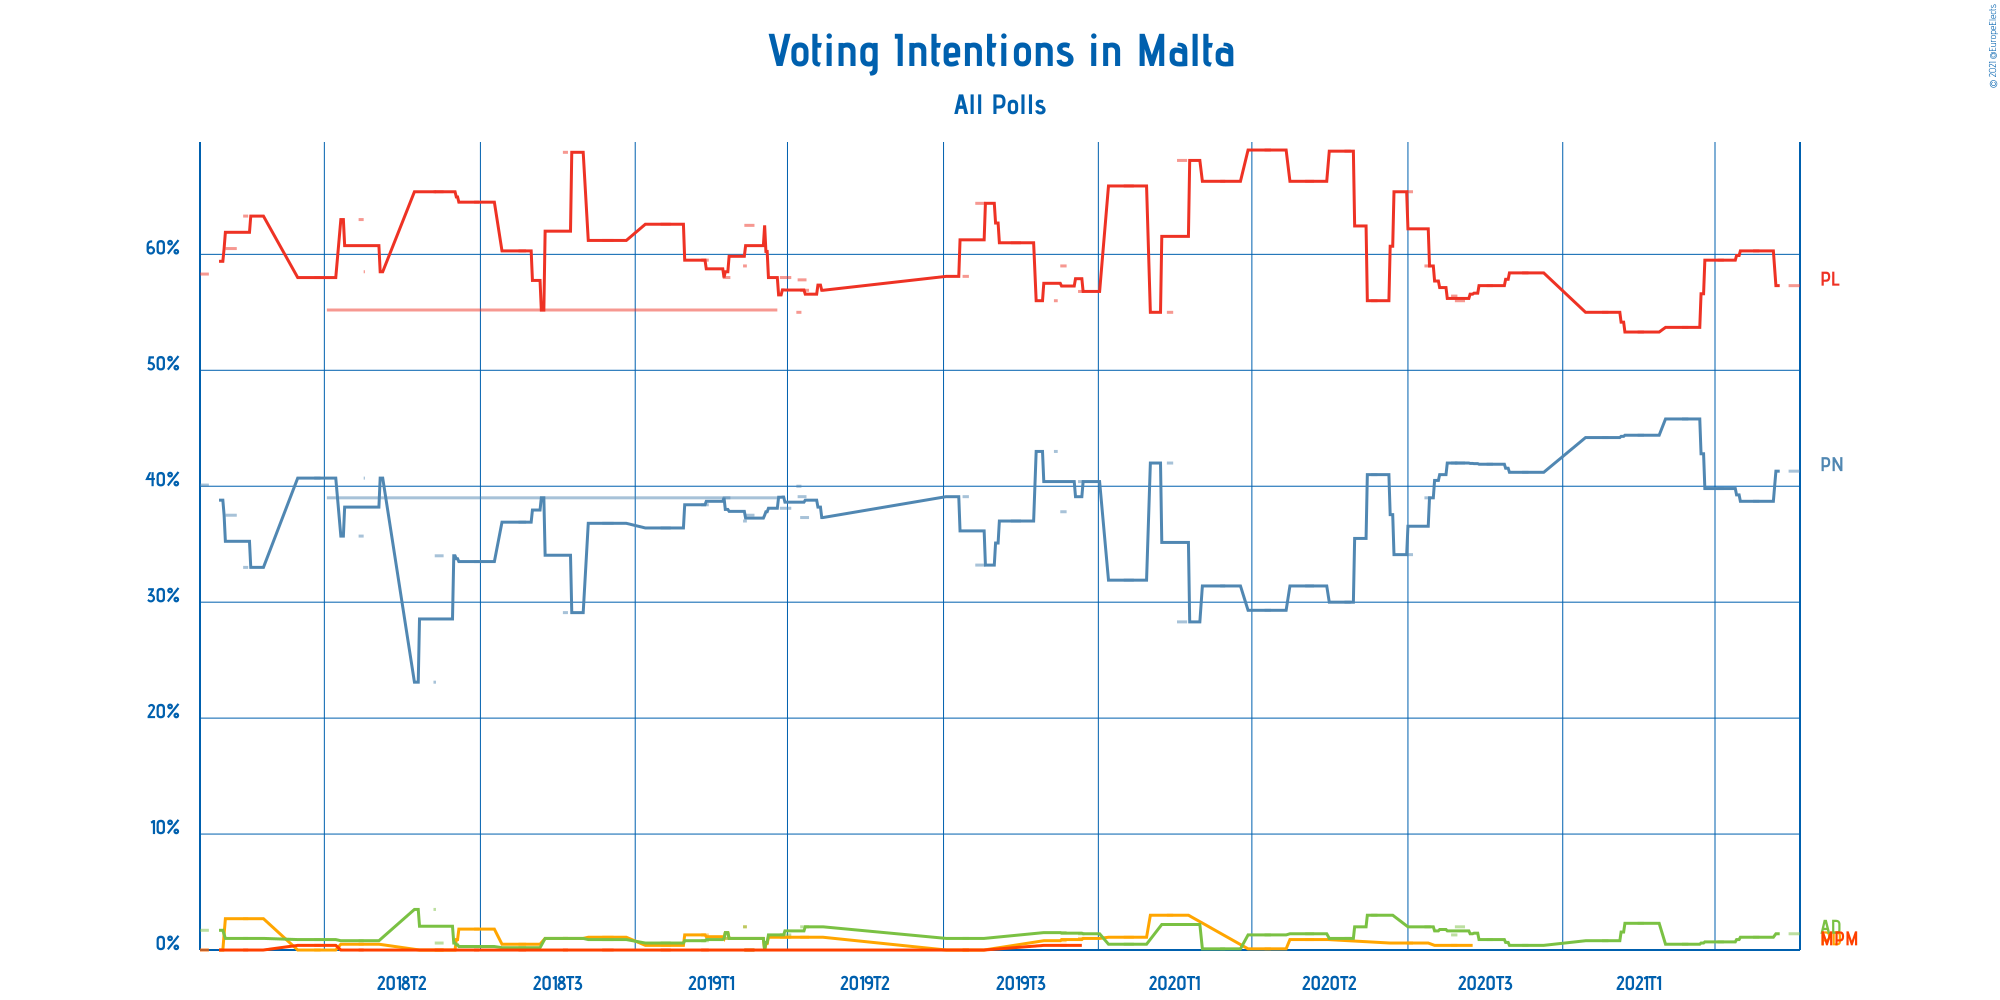 Voting Intentions in Malta
© 2021 @EuropeElects
All Polls
60%
PL
50%
PN
40%
30%
20%
10%
AD
0%
MPM
2018T2 2018T3 2019T1 2019T2 2019T3 2020T1 2020T2 2020T3 2021T1